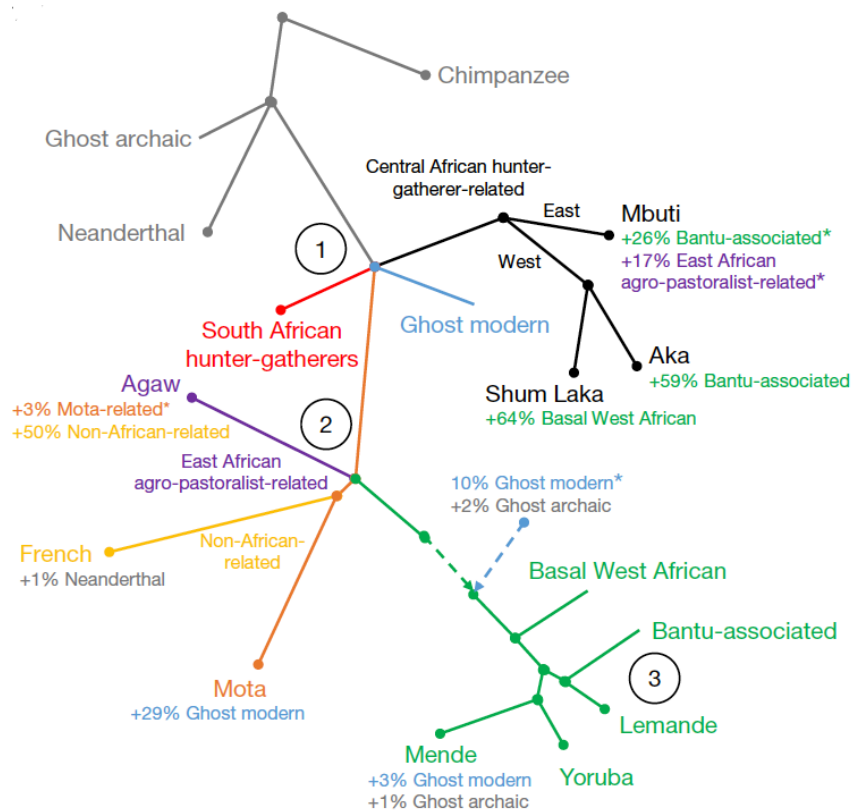 Chimpanzee
Ghost archaic
Central African hunter-
gatherer-related
East
Mbuti
+26% Bantu-associated*
+17% East African
agro-pastoralist-related*
Neanderthal
1
West
South African
hunter-gatherers
Ghost modern
Aka
+59% Bantu-associated
Shum Laka
+64% Basal West African
Agaw
+3% Mota-related*
+50% Non-African-related
2
East African
agro-pastoralist-related
10% Ghost modern*
+2% Ghost archaic
French
+1% Neanderthal
Non-African-
related
Basal West African
Bantu-associated
3
Mota
+29% Ghost modern
Lemande
Mende
+3% Ghost modern
+1% Ghost archaic
Yoruba